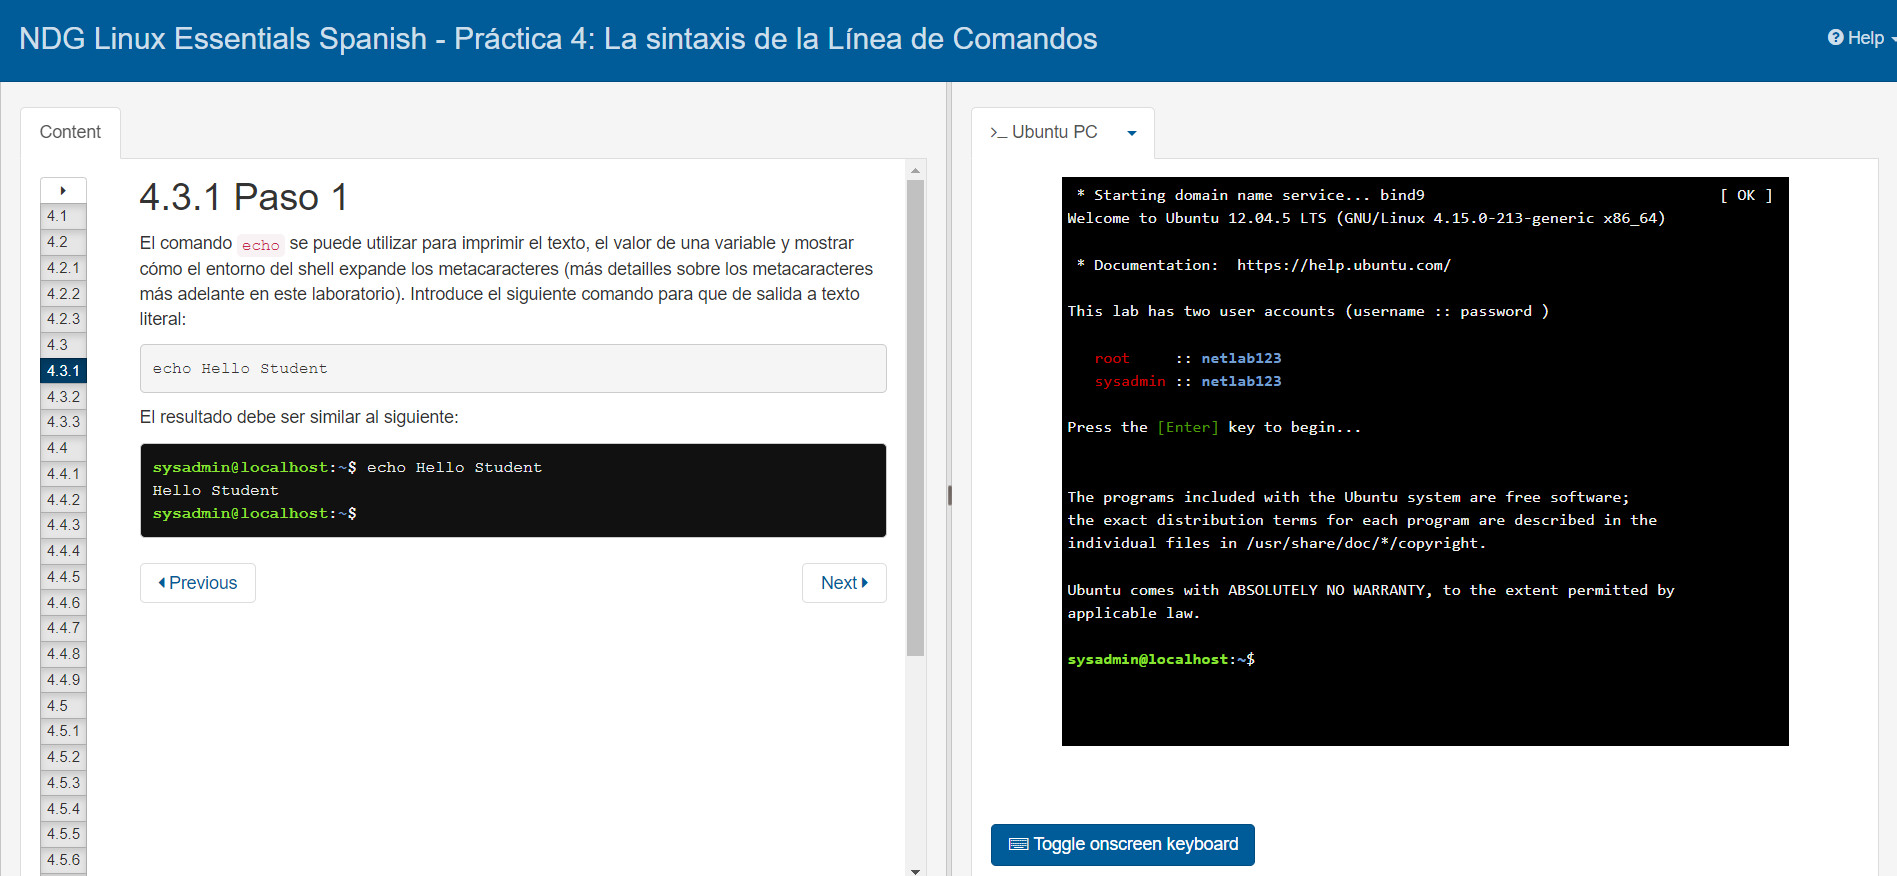 NDG Linux Essentials Spanish - Práctica 4: La sintaxis de la Línea de Comandos
Help
Content
4.1
4.2
4.2.1
4.2.2
4.2.3
4.3
4.3.1
4.3.2
4.3.3
4.4
4.4.1
4.4.2
4.4.3
4.4.4
4.4.5
4.4.6
4.4.7
4.4.8
4.4.9
4.5
4.5.1
4.5.2
4.5.3
4.5.4
4.5.5
4.5.6
4.3.1 Paso 1
El comando echo se puede utilizar para imprimir el texto, el valor de una variable y mostrar
cómo el entorno del shell expande los metacaracteres (más detailles sobre los metacaracteres
más adelante en este laboratorio). Introduce el siguiente comando para que de salida a texto
literal:
echo Hello Student
El resultado debe ser similar al siguiente:
sysadmin@localhost:~$ echo Hello Student
Hello Student
sysadmin@localhost:~$
Previous
Next
>_ Ubuntu PC
* Starting domain name service... bind9 [ OK ]
Welcome to Ubuntu 12.04.5 LTS (GNU/Linux 4.15.0-213-generic x86_64)
* Documentation: https://help.ubuntu.com/
This lab has two user accounts (username :: password )
root :: netlab123
sysadmin :: netlab123
Press the [Enter] key to begin...
The programs included with the Ubuntu system are free software;
the exact distribution terms for each program are described in the
individual files in /usr/share/doc/*/copyright.
Ubuntu comes with ABSOLUTELY NO WARRANTY, to the extent permitted by
applicable law.
sysadmin@localhost:~$
Toggle onscreen keyboard